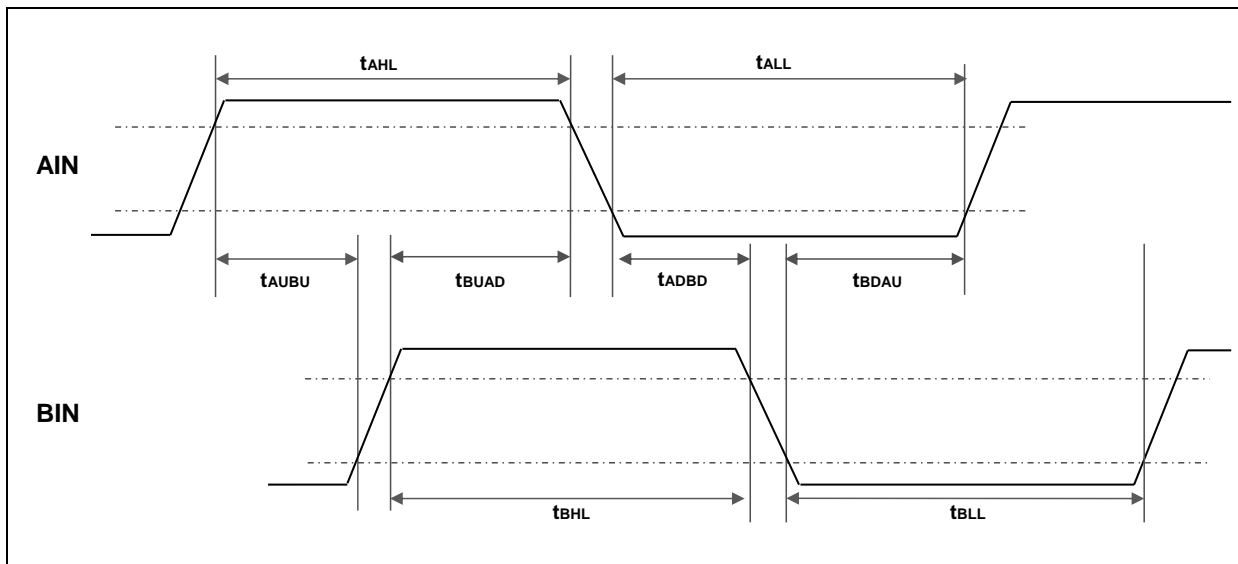 tAHL tALL
AIN
tAUBU tBUAD tADBD tBDAU
BIN
tBHL tBLL